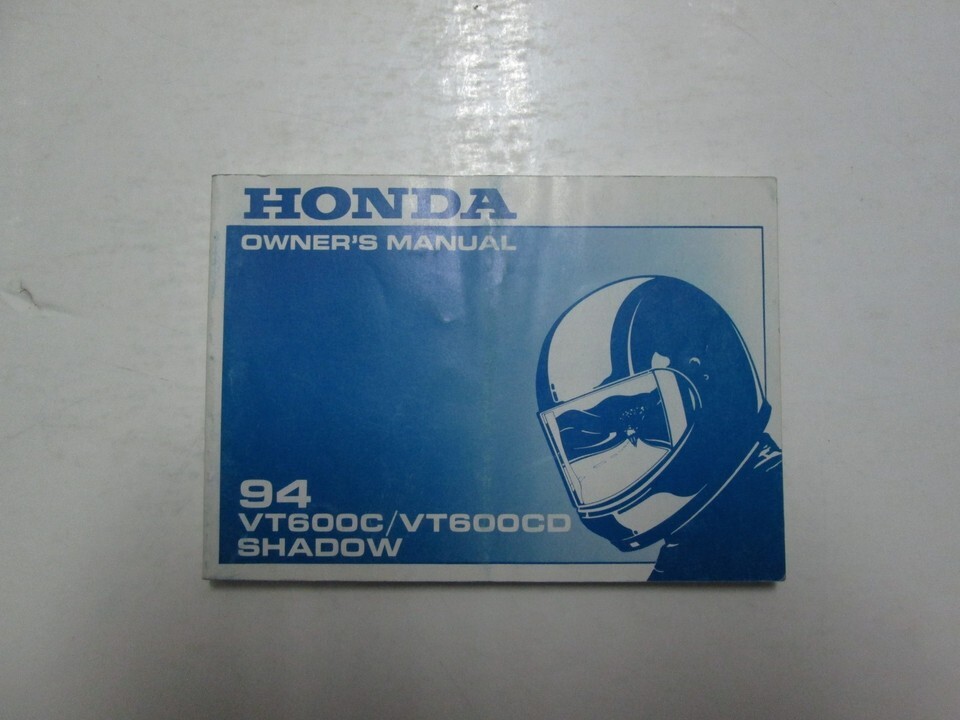 HONDA
OWNER'S MANUAL
94
VT600C/VT600CD
SHADOW